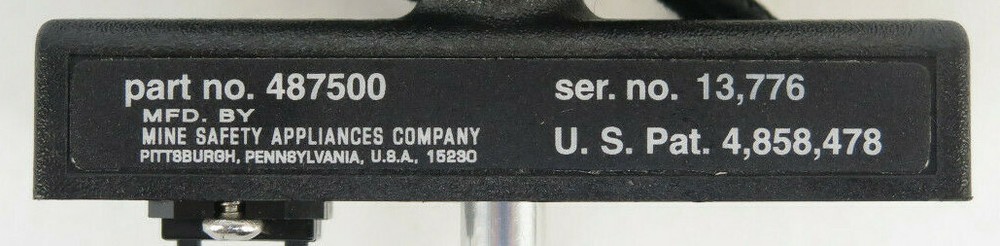 part no. 487500
MFD. BY
MINE SAFETY APPLIANCES COMPANY
PITTSBURGH, PENNSYLVANIA, U.S.A. 15230
ser. no. 13,776
U. S. Pat. 4,858,478